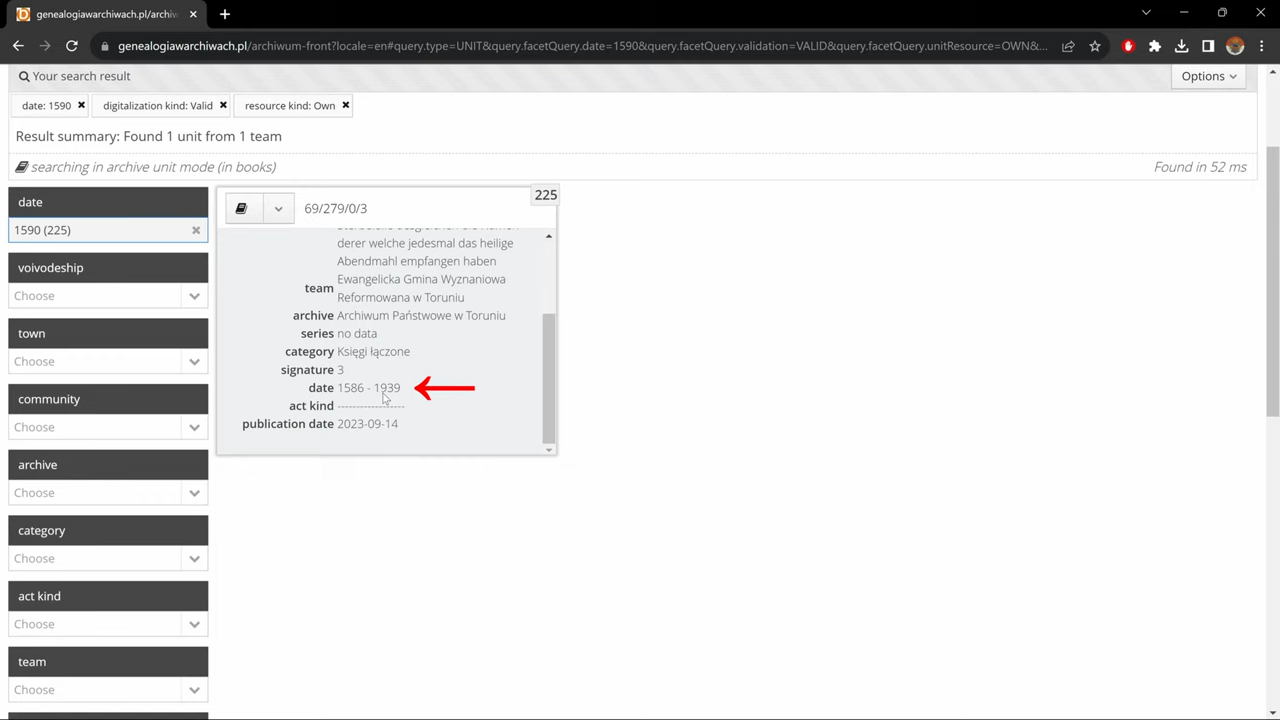 genealogiawarchiwach.pl/archiw
genealogiawarchiwach.pl/archiwum-front?locale=en#query.type=UNIT&query.facetQuery.date=1590&query.facetQuery.validation=VALID&query.facetQuery.unitResource=OWN&...
Your search result
Options
date: 1590
digitalization kind: Valid
resource kind: Own
Result summary: Found 1 unit from 1 team
searching in archive unit mode (in books)
Found in 52 ms
date
1590 (225)
voivodeship
Choose
town
Choose
community
Choose
archive
Choose
category
Choose
act kind
Choose
team
Choose
69/279/0/3
225
derer welche jedesmal das heilige
Abendmahl empfangen haben
team Ewangelicka Gmina Wyznaniowa
Reformowana w Toruniu
archive Archiwum Państwowe w Toruniu
series no data
category Księgi łączone
signature 3
date 1586 - 1939
act kind -----------------
publication date 2023-09-14